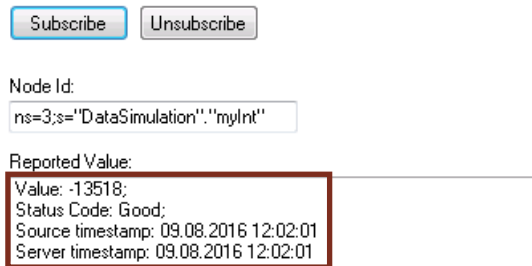 Subscribe Unsubscribe
Node Id:
ns=3;s="DataSimulation"."myInt"
Reported Value:
Value: -13518;
Status Code: Good;
Source timestamp: 09.08.2016 12:02:01
Server timestamp: 09.08.2016 12:02:01